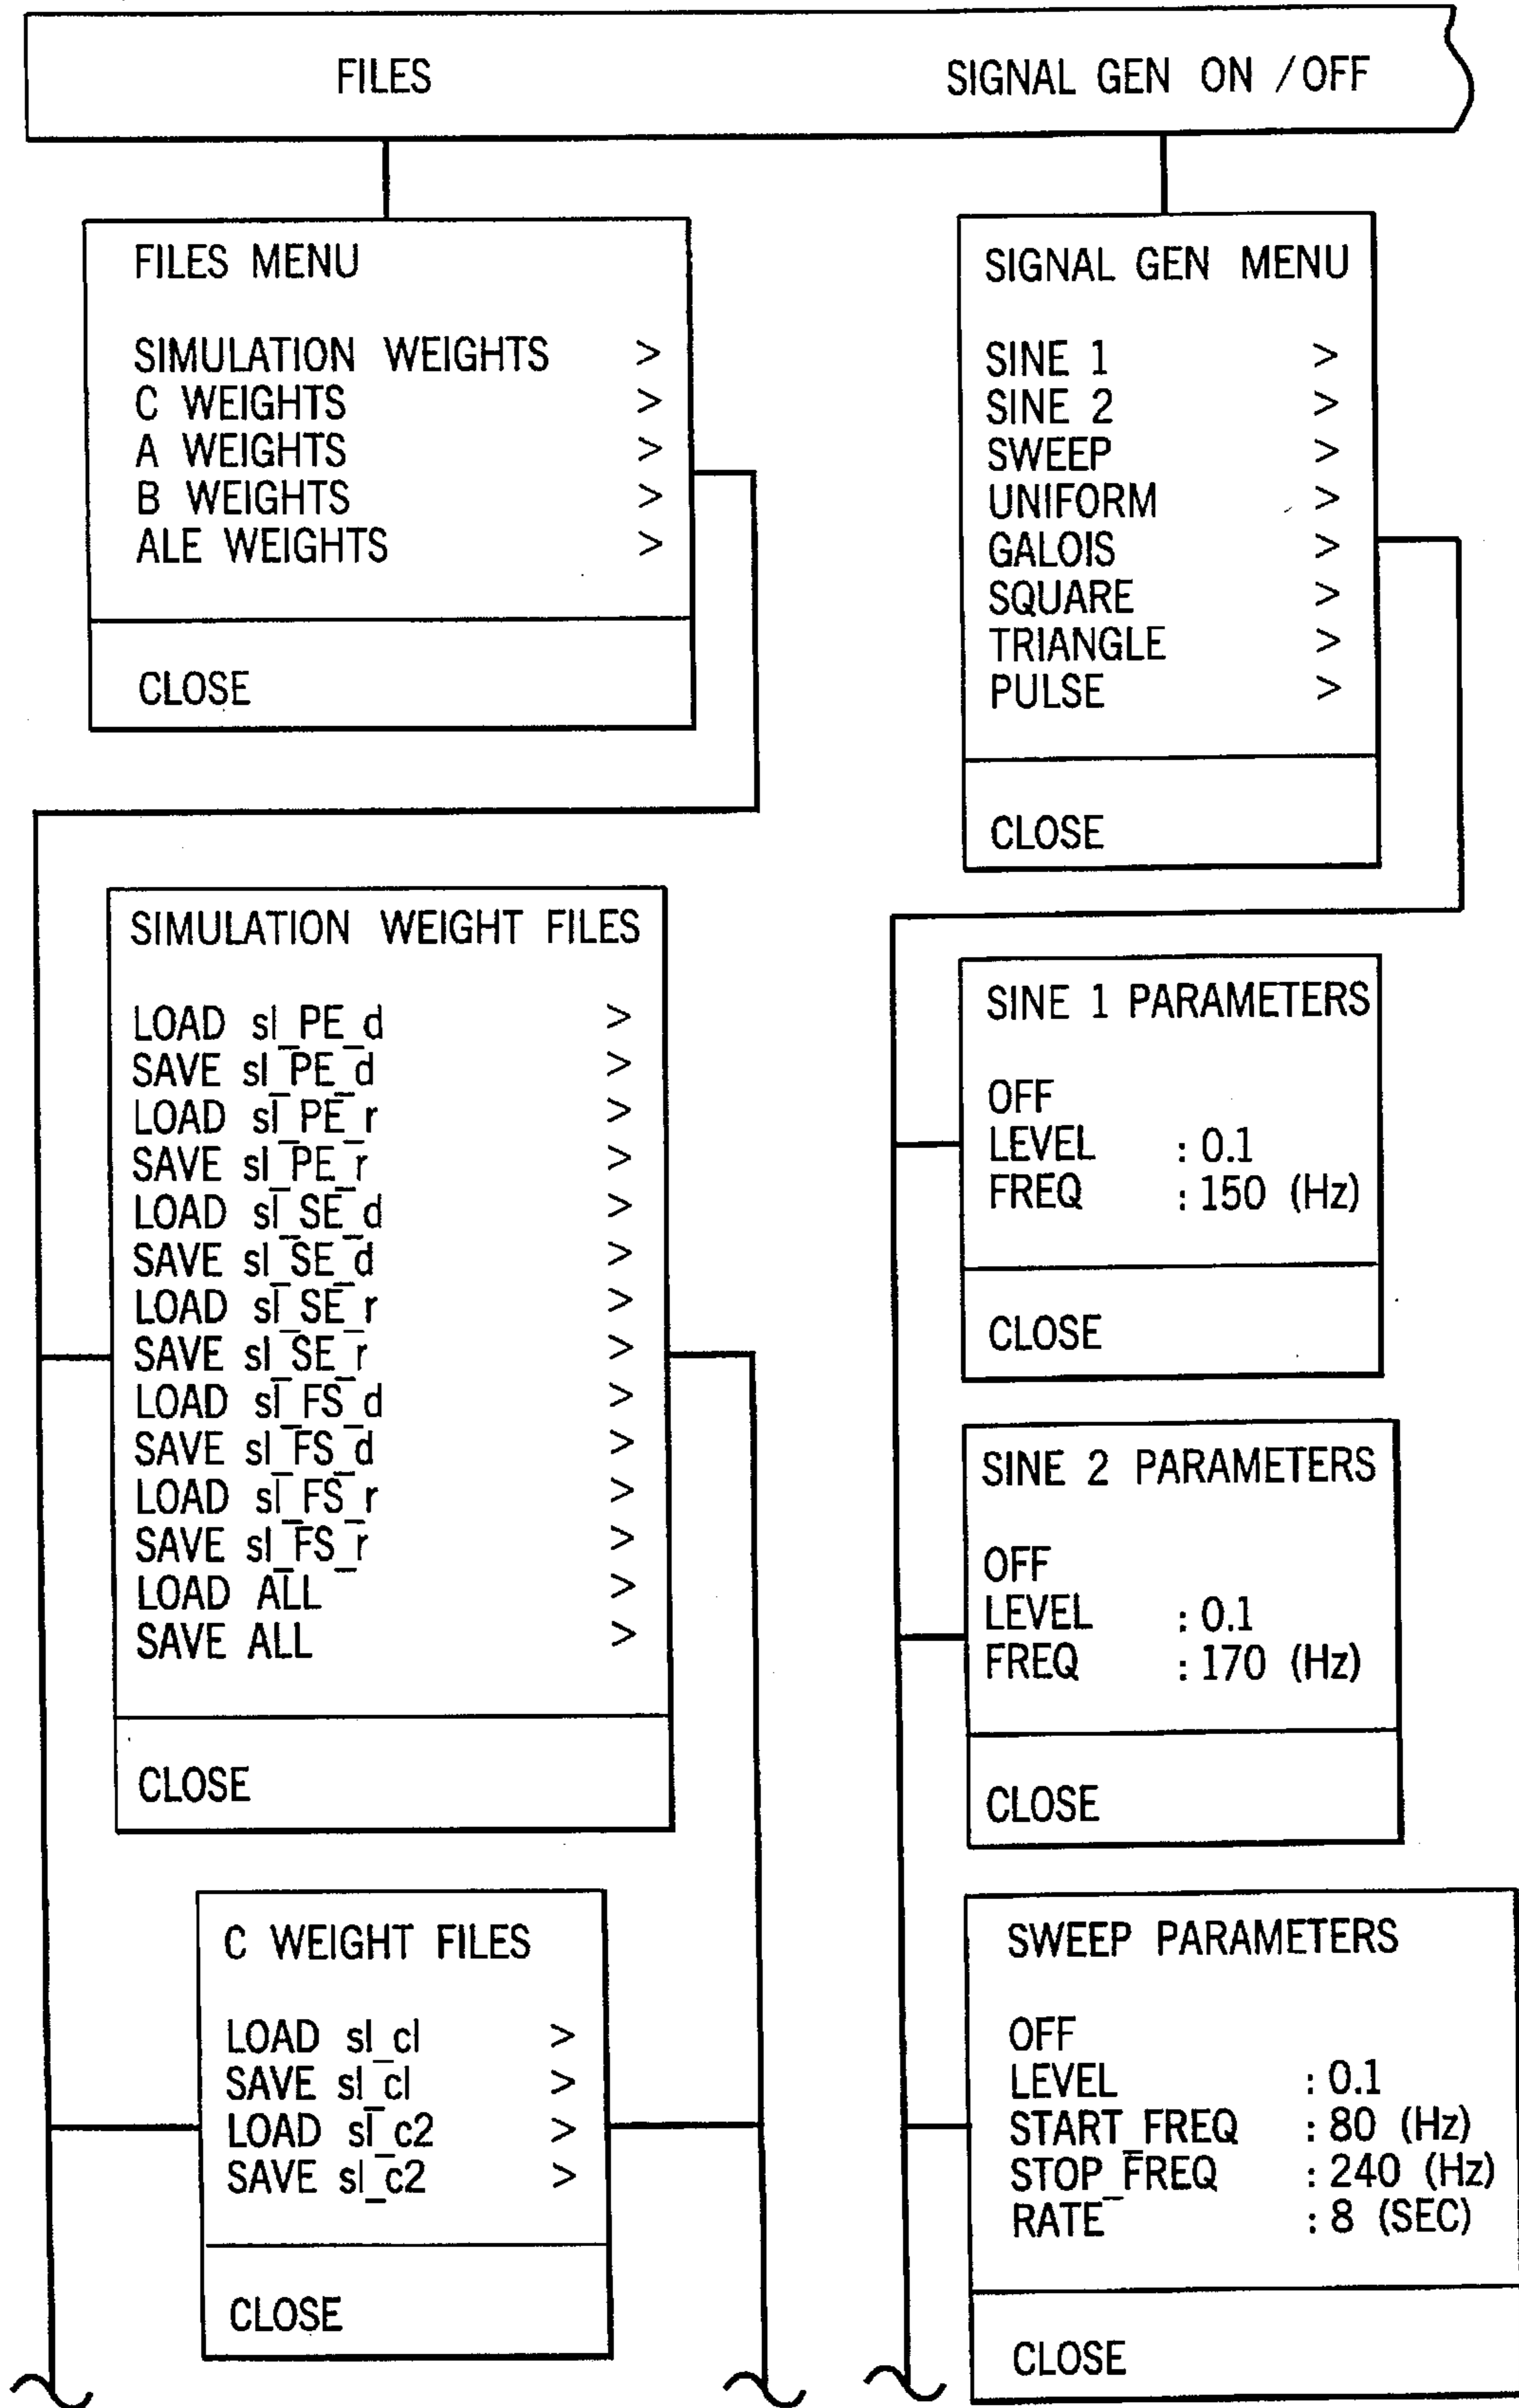 FILES
SIGNAL GEN ON / OFF
FILES MENU
SIMULATION WEIGHTS >
C WEIGHTS >
A WEIGHTS >
B WEIGHTS >
ALE WEIGHTS >
CLOSE
SIMULATION WEIGHT FILES
LOAD sl_PE_d >
SAVE sl_PE_d >
LOAD sl_PE_r >
SAVE sl_PE_r >
LOAD sl_SE_d >
SAVE sl_SE_d >
LOAD sl_SE_r >
SAVE sl_SE_r >
LOAD sl_FS_d >
SAVE sl_FS_d >
LOAD sl_FS_r >
SAVE sl_FS_r >
LOAD ALL >
SAVE ALL >
CLOSE
C WEIGHT FILES
LOAD sl_cl >
SAVE sl_cl >
LOAD sl_c2 >
SAVE sl_c2 >
CLOSE
SIGNAL GEN MENU
SINE 1 >
SINE 2 >
SWEEP >
UNIFORM >
GALOIS >
SQUARE >
TRIANGLE >
PULSE >
CLOSE
SINE 1 PARAMETERS
OFF
LEVEL : 0.1
FREQ : 150 (Hz)
CLOSE
SINE 2 PARAMETERS
OFF
LEVEL : 0.1
FREQ : 170 (Hz)
CLOSE
SWEEP PARAMETERS
OFF
LEVEL : 0.1
START_FREQ : 80 (Hz)
STOP_FREQ : 240 (Hz)
RATE : 8 (SEC)
CLOSE